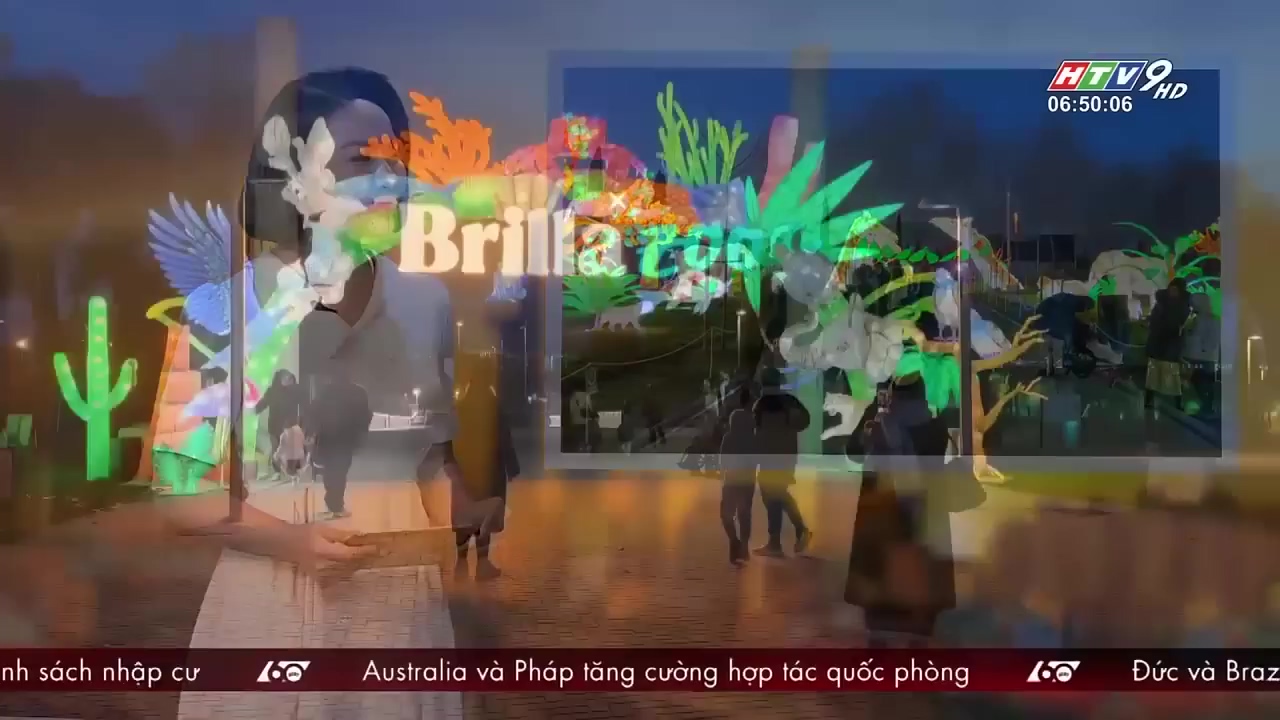 HTV9 HD
06:50:06
nh sách nhập cư
Australia và Pháp tăng cường hợp tác quốc phòng
Đức và Braz